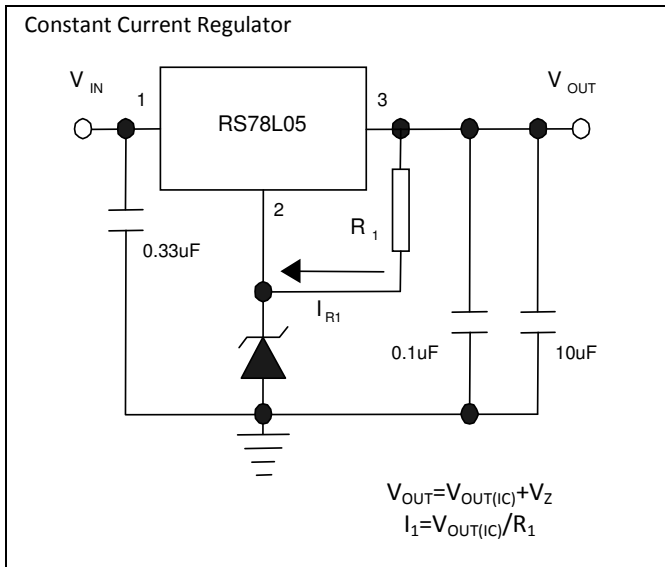 Constant Current Regulator
V IN
V OUT
1
3
RS78L05
2
R 1
0.33uF
I R1
0.1uF
10uF
VOUT=VOUT(IC)+VZ
I1=VOUT(IC)/R1